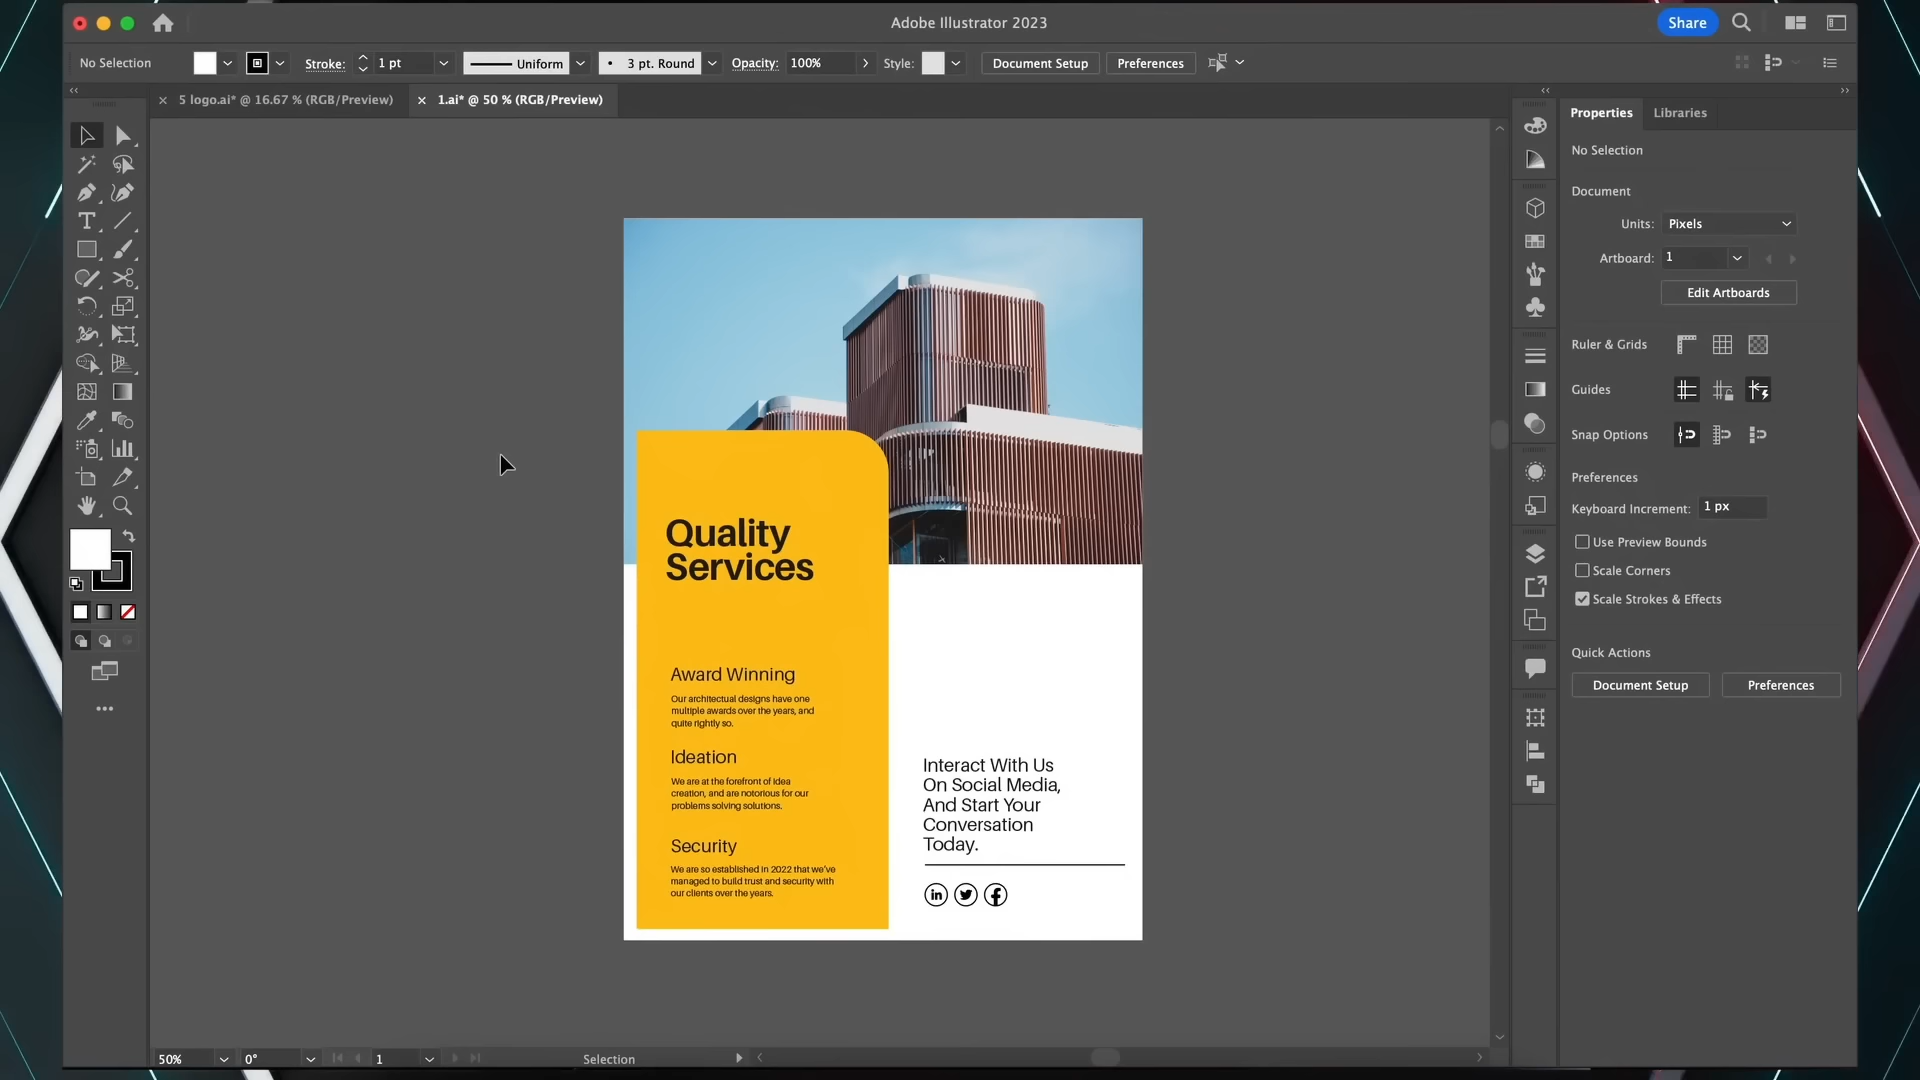 Adobe Illustrator 2023
Share
No Selection
Stroke:
1 pt
Uniform
3 pt. Round
Opacity:
100%
Style:
Document Setup
Preferences
5 logo.ai* @ 16.67 % (RGB/Preview)
1.ai* @ 50 % (RGB/Preview)
Quality
Services
Award Winning
Our architectual designs have one
multiple awards over the years, and
quite rightly so.
Ideation
We are at the forefront of idea
creation, and are notorious for our
problems solving solutions.
Security
We are so established in 2022 that we've
managed to build trust and security with
our clients over the years.
Interact With Us
On Social Media,
And Start Your
Conversation
Today.
in
Properties
Libraries
No Selection
Document
Units:
Pixels
Artboard:
1
Edit Artboards
Ruler & Grids
Guides
Snap Options
Preferences
Keyboard Increment:
1 px
Use Preview Bounds
Scale Corners
Scale Strokes & Effects
Quick Actions
Document Setup
Preferences
50%
0°
1
Selection